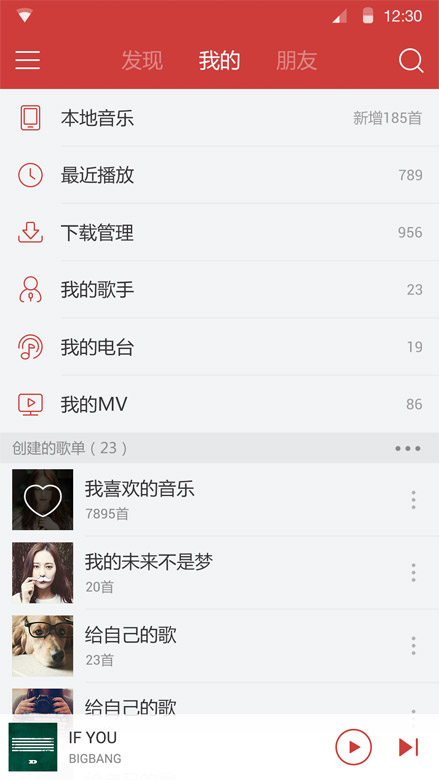 12:30
发现 我的 朋友
本地音乐 新增185首
最近播放 789
下载管理 956
我的歌手 23
我的电台 19
我的MV 86
创建的歌单（23）
我喜欢的音乐
7895首
我的未来不是梦
20首
给自己的歌
23首
给自己的歌
IF YOU
BIGBANG